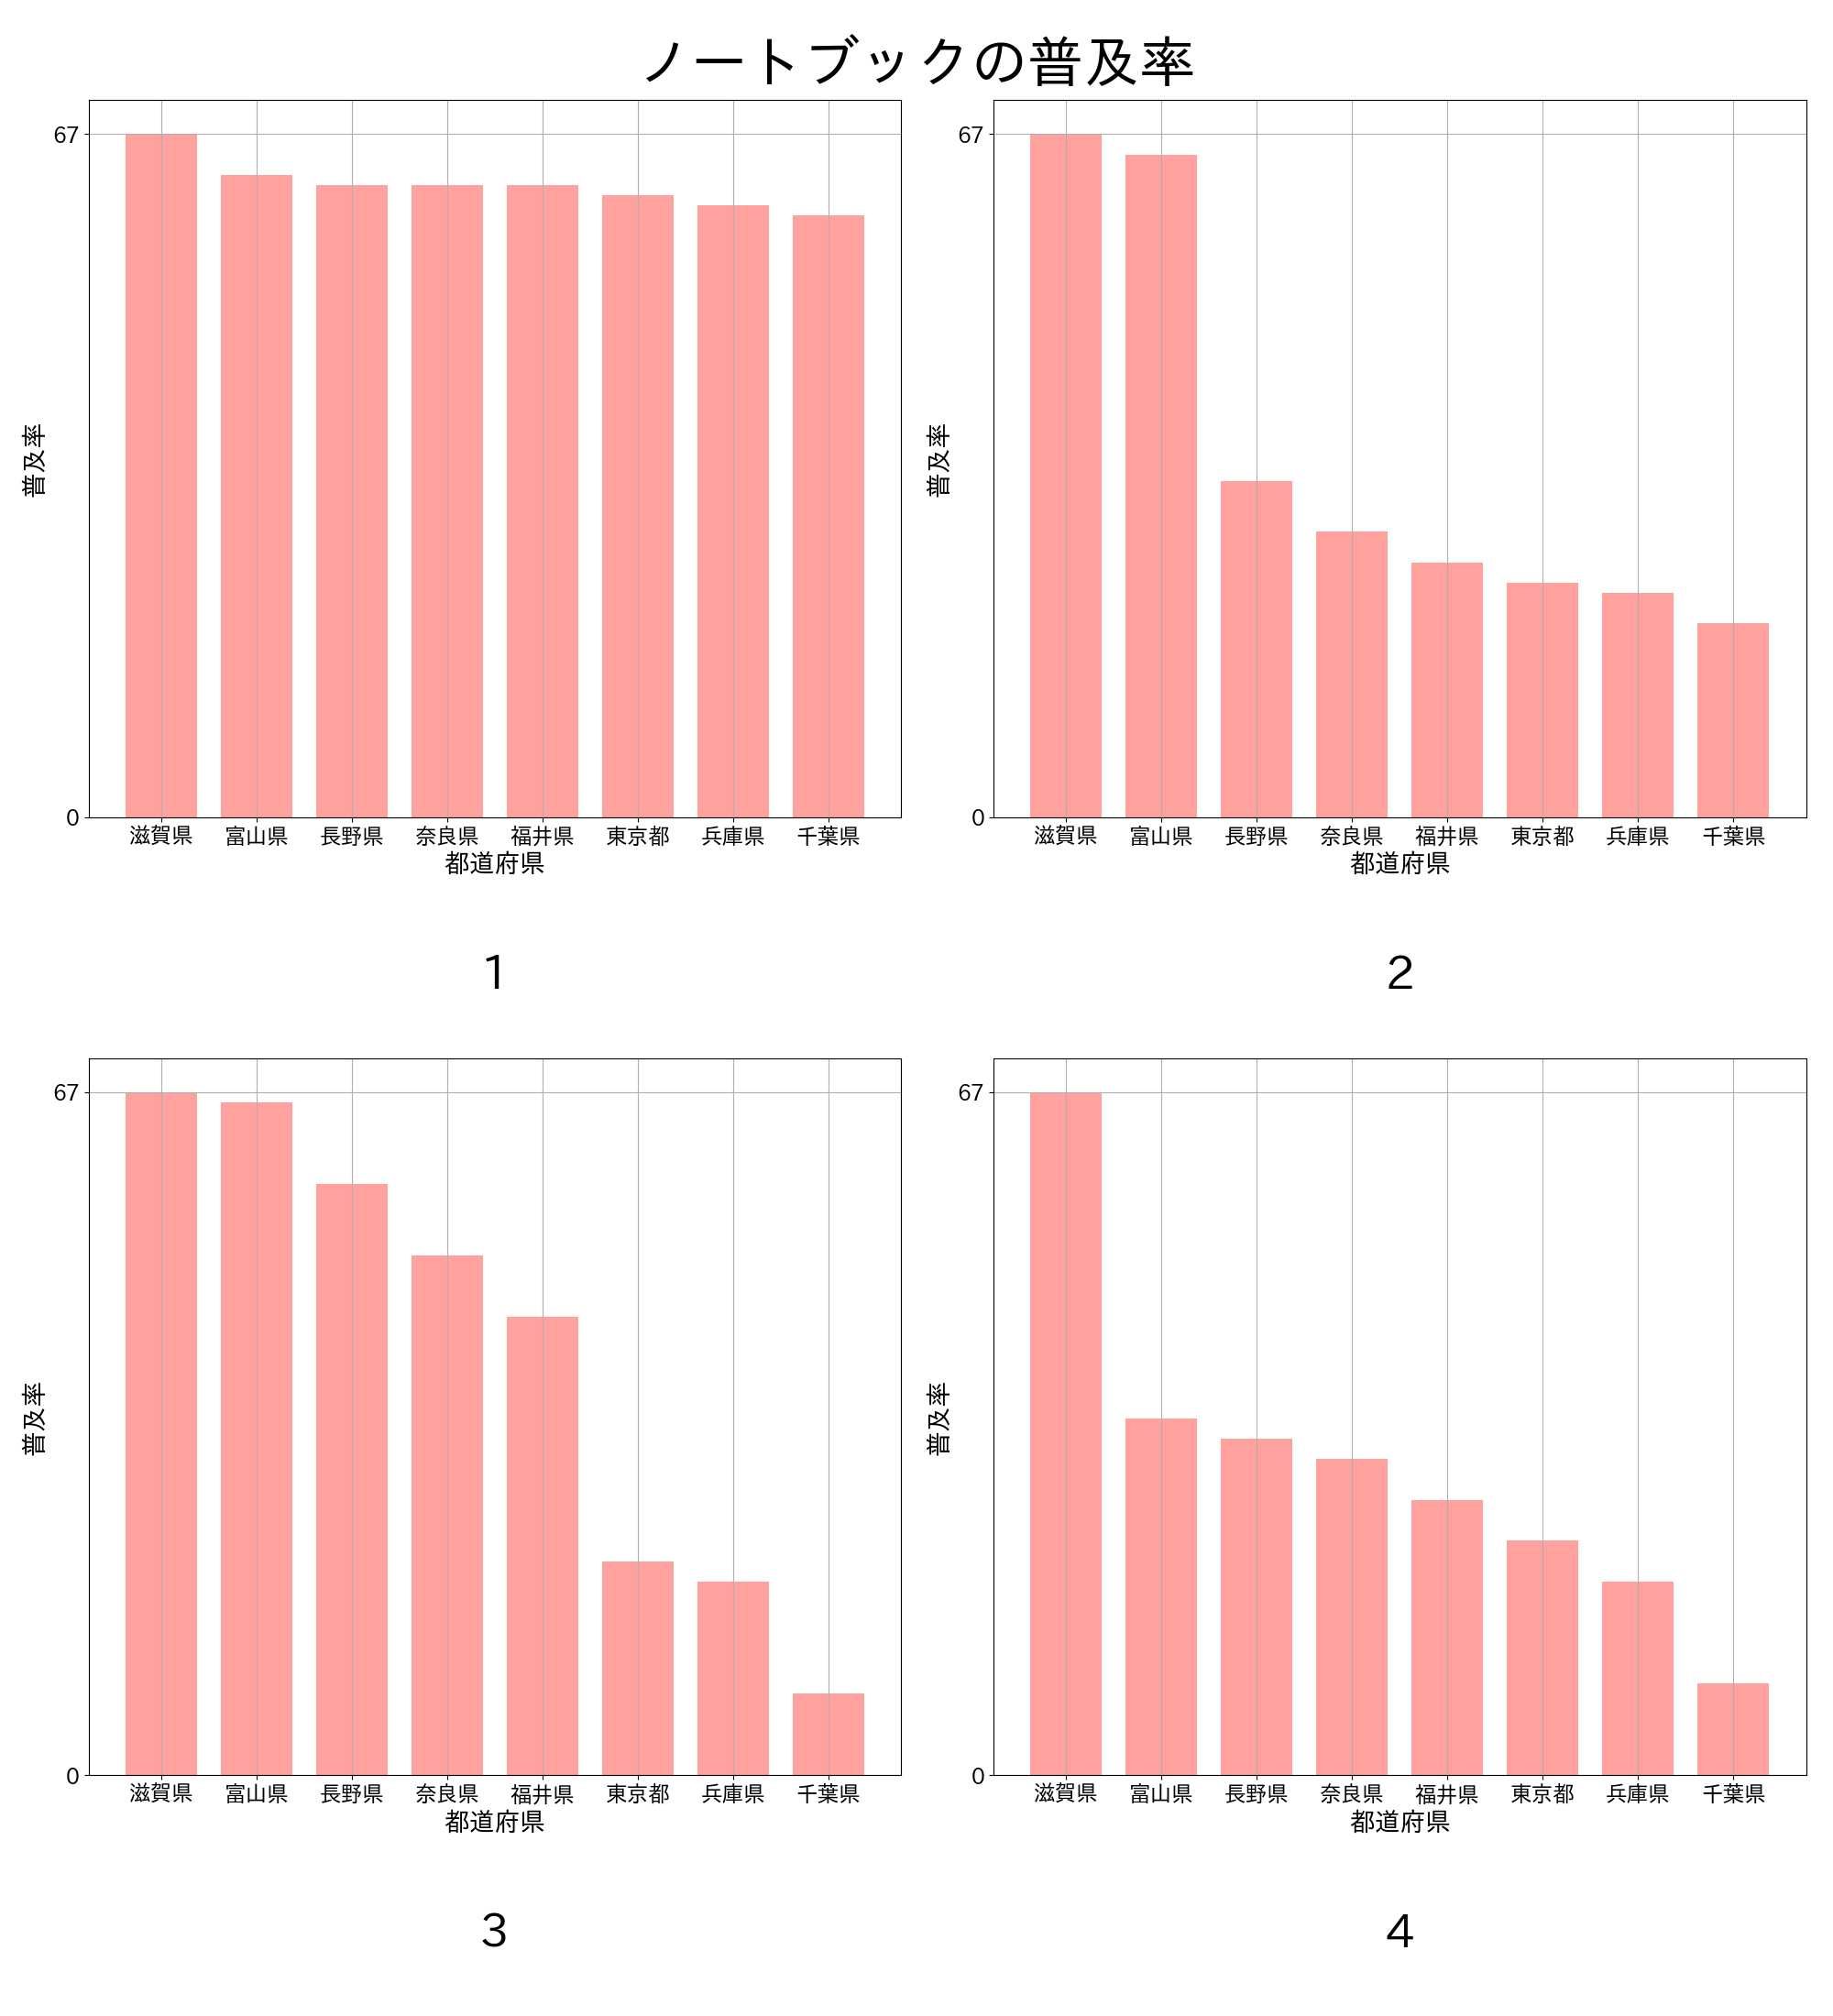 ノートブックの普及率
67
0
普及率
滋賀県 富山県 長野県 奈良県 福井県 東京都 兵庫県 千葉県
都道府県
1
67
0
普及率
滋賀県 富山県 長野県 奈良県 福井県 東京都 兵庫県 千葉県
都道府県
2
67
0
普及率
滋賀県 富山県 長野県 奈良県 福井県 東京都 兵庫県 千葉県
都道府県
3
67
0
普及率
滋賀県 富山県 長野県 奈良県 福井県 東京都 兵庫県 千葉県
都道府県
4